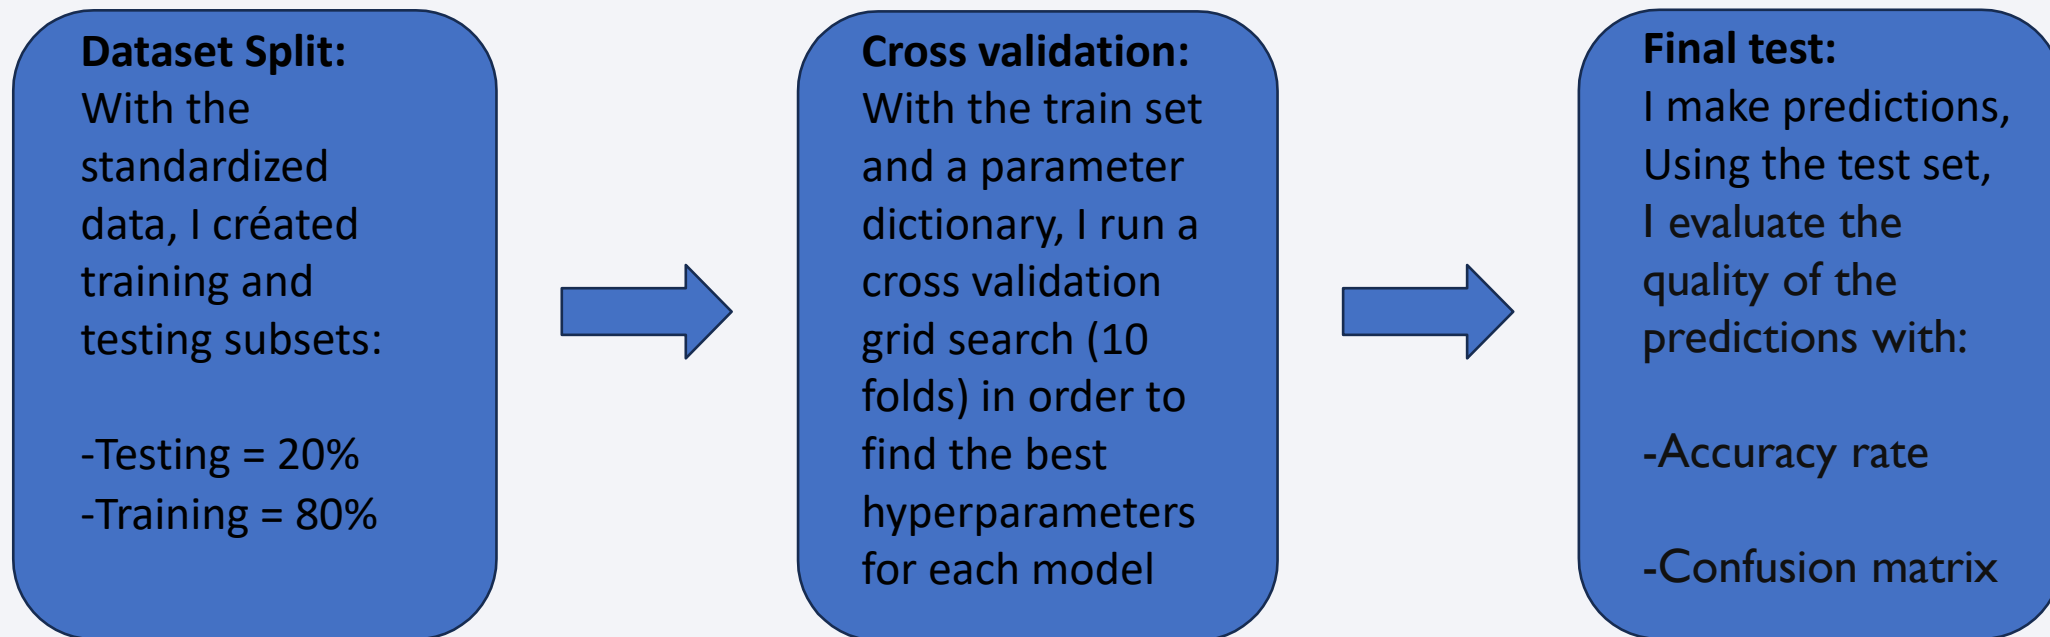 Dataset Split:
With the
standardized
data, I créated
training and
testing subsets:
-Testing = 20%
-Training = 80%
Cross validation:
With the train set
and a parameter
dictionary, I run a
cross validation
grid search (10
folds) in order to
find the best
hyperparameters
for each model
Final test:
I make predictions,
Using the test set,
I evaluate the
quality of the
predictions with:
-Accuracy rate
-Confusion matrix